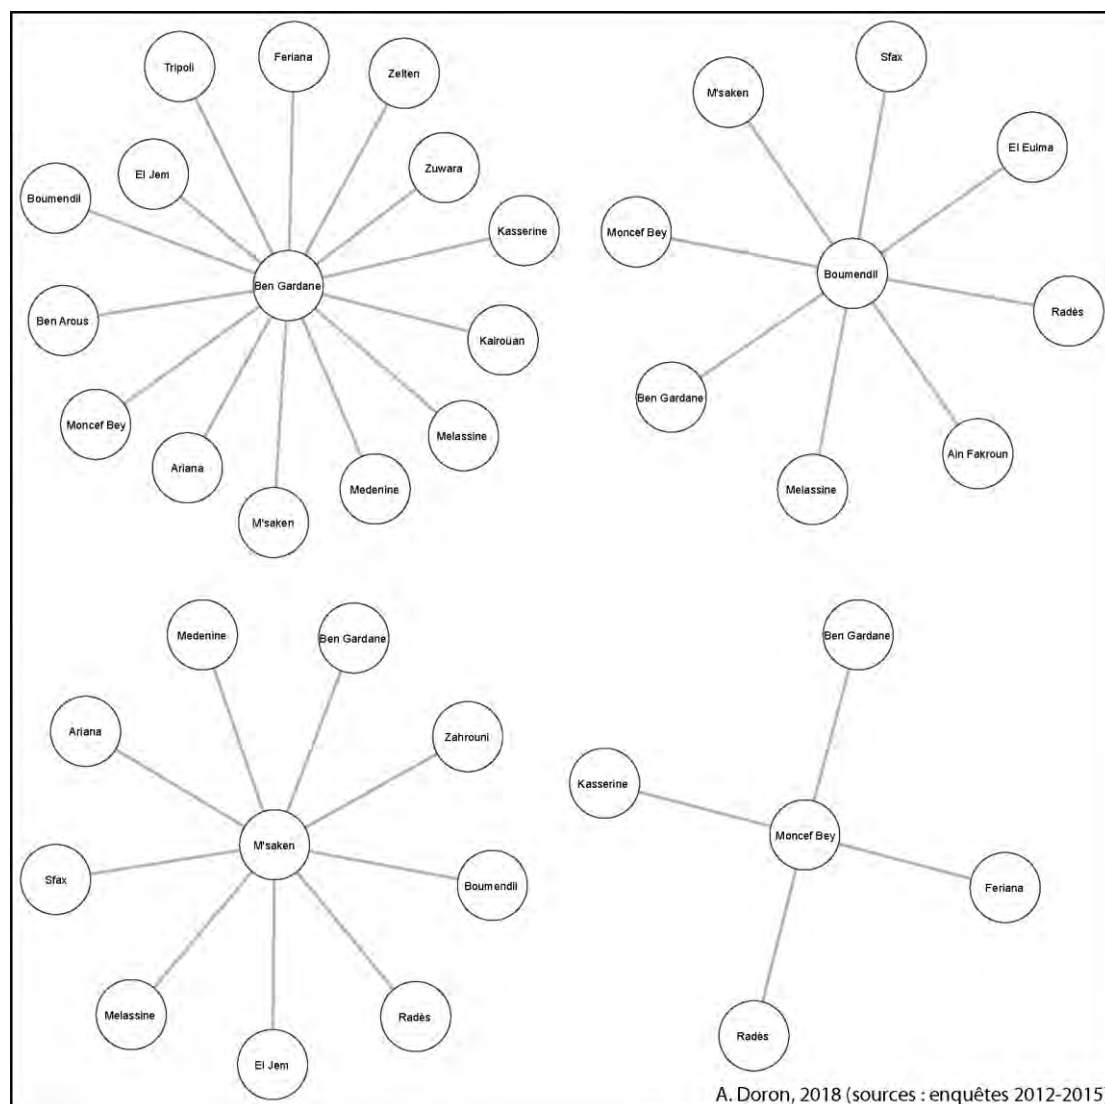 Tripoli
Feriana
Zelten
El Jem
Zuwara
Boumendil
Kasserine
Ben Gardane
Ben Arous
Kairouan
Moncef Bey
Melassine
Ariana
Medenine
M'saken
Sfax
M'saken
El Eulma
Moncef Bey
Boumendil
Radès
Ben Gardane
Ain Fakroun
Melassine
Medenine
Ben Gardane
Ariana
Zahrouni
M'saken
Sfax
Boumendil
Melassine
Radès
El Jem
Ben Gardane
Kasserine
Moncef Bey
Feriana
Radès
A. Doron, 2018 (sources : enquêtes 2012-2015)